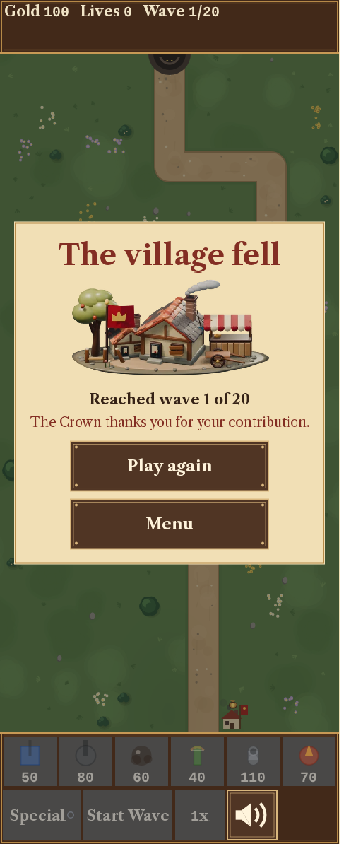 Gold 100 Lives 0 Wave 1/20
The village fell
Reached wave 1 of 20
The Crown thanks you for your contribution.
Play again
Menu
50 80 60 40 110 70
Special Start Wave 1x